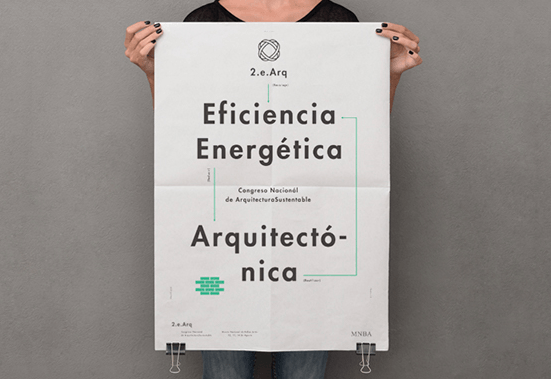 2.e.Arq
Eficiencia
Energética
Congreso Nacionál
de ArquitecturaSustentable
Arquitectó-
nica
2.e.Arq
MNBA